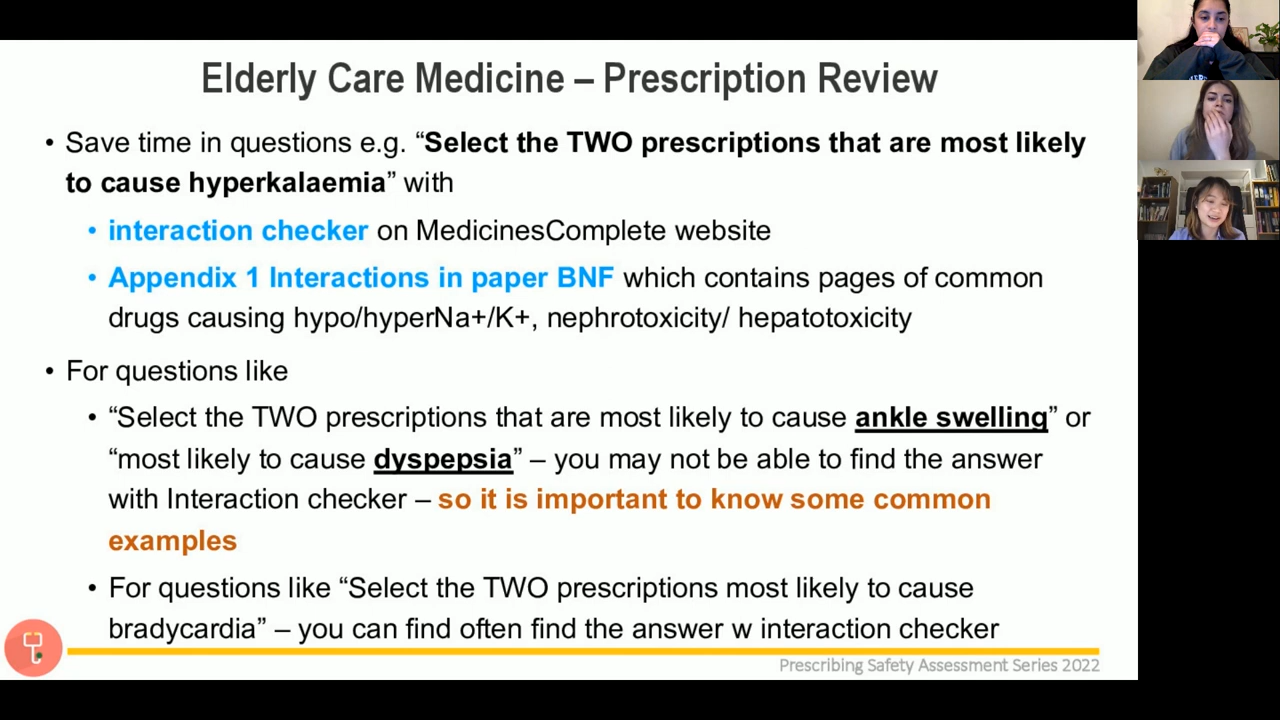 Elderly Care Medicine – Prescription Review
• Save time in questions e.g. “Select the TWO prescriptions that are most likely
to cause hyperkalaemia” with
• interaction checker on MedicinesComplete website
• Appendix 1 Interactions in paper BNF which contains pages of common
drugs causing hypo/hyperNa+/K+, nephrotoxicity/ hepatotoxicity
• For questions like
• “Select the TWO prescriptions that are most likely to cause ankle swelling” or
“most likely to cause dyspepsia” – you may not be able to find the answer
with Interaction checker – so it is important to know some common
examples
• For questions like “Select the TWO prescriptions most likely to cause
bradycardia” – you can find often find the answer w interaction checker
Prescribing Safety Assessment Series 2022